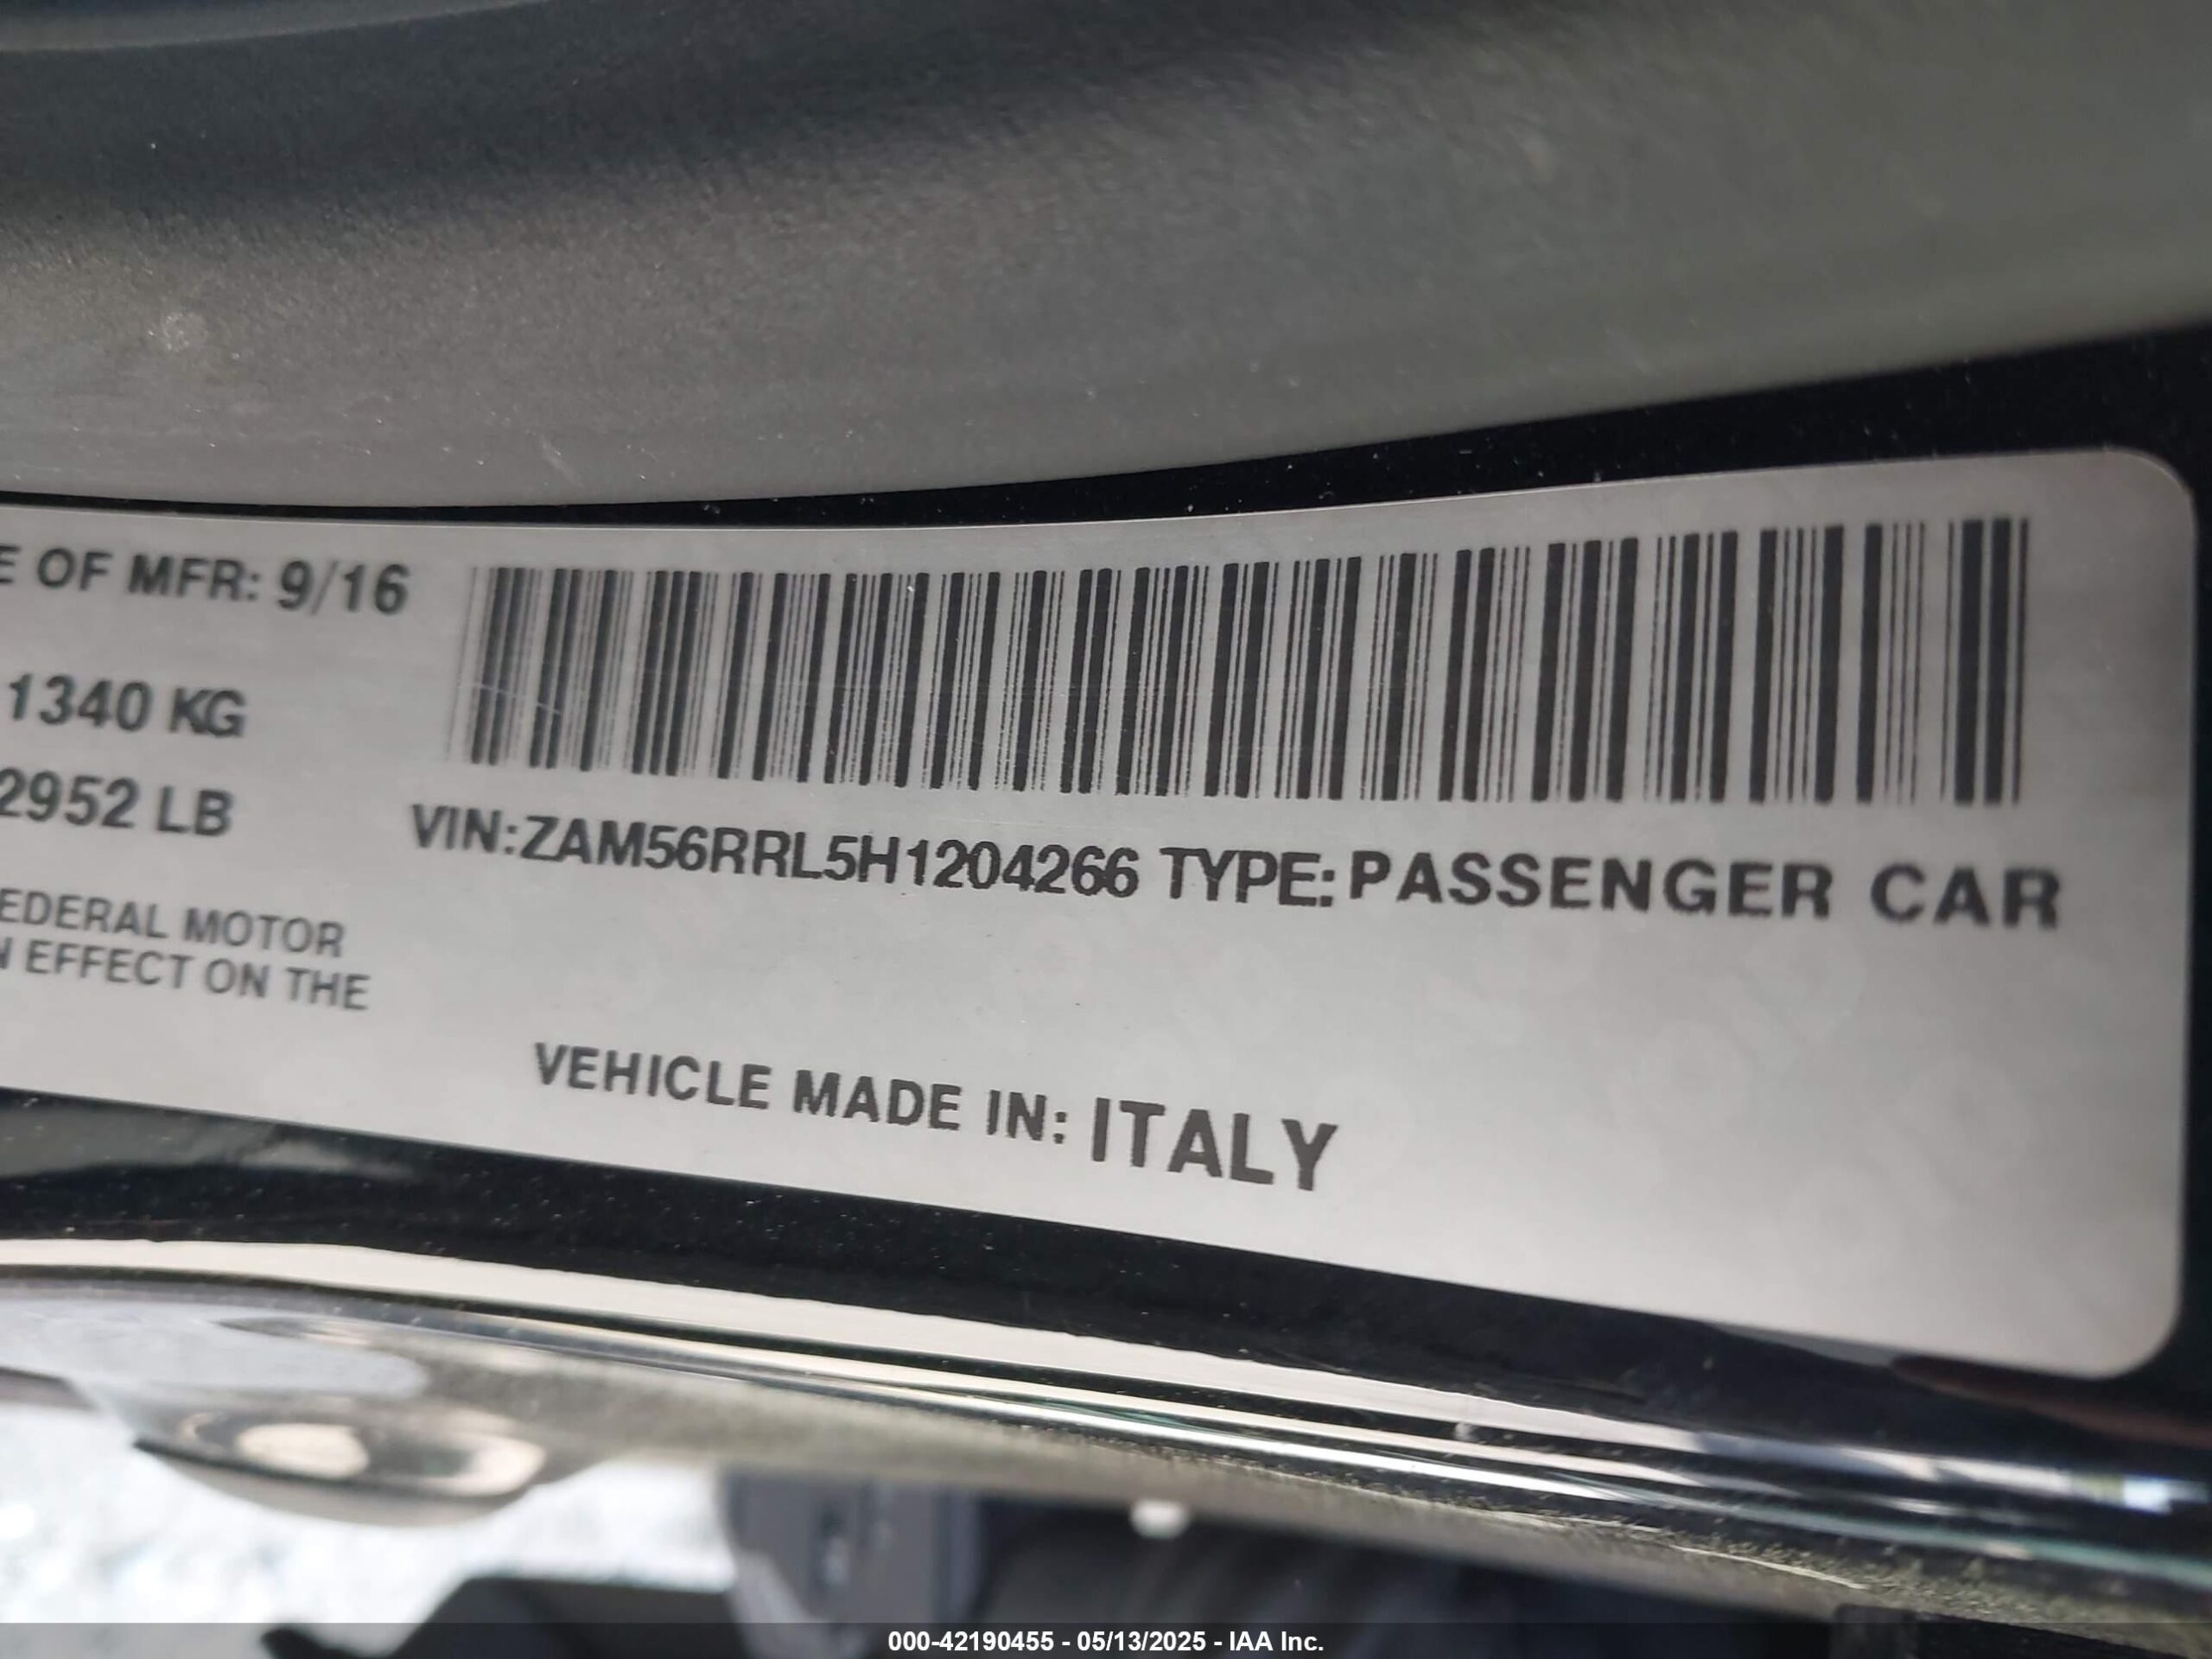 E OF MFR: 9/16
1340 KG
2952 LB
VIN:ZAM56RRL5H1204266 TYPE: PASSENGER CAR
EDERAL MOTOR
N EFFECT ON THE
VEHICLE MADE IN: ITALY
000-42190455 - 05/13/2025 - IAA Inc.